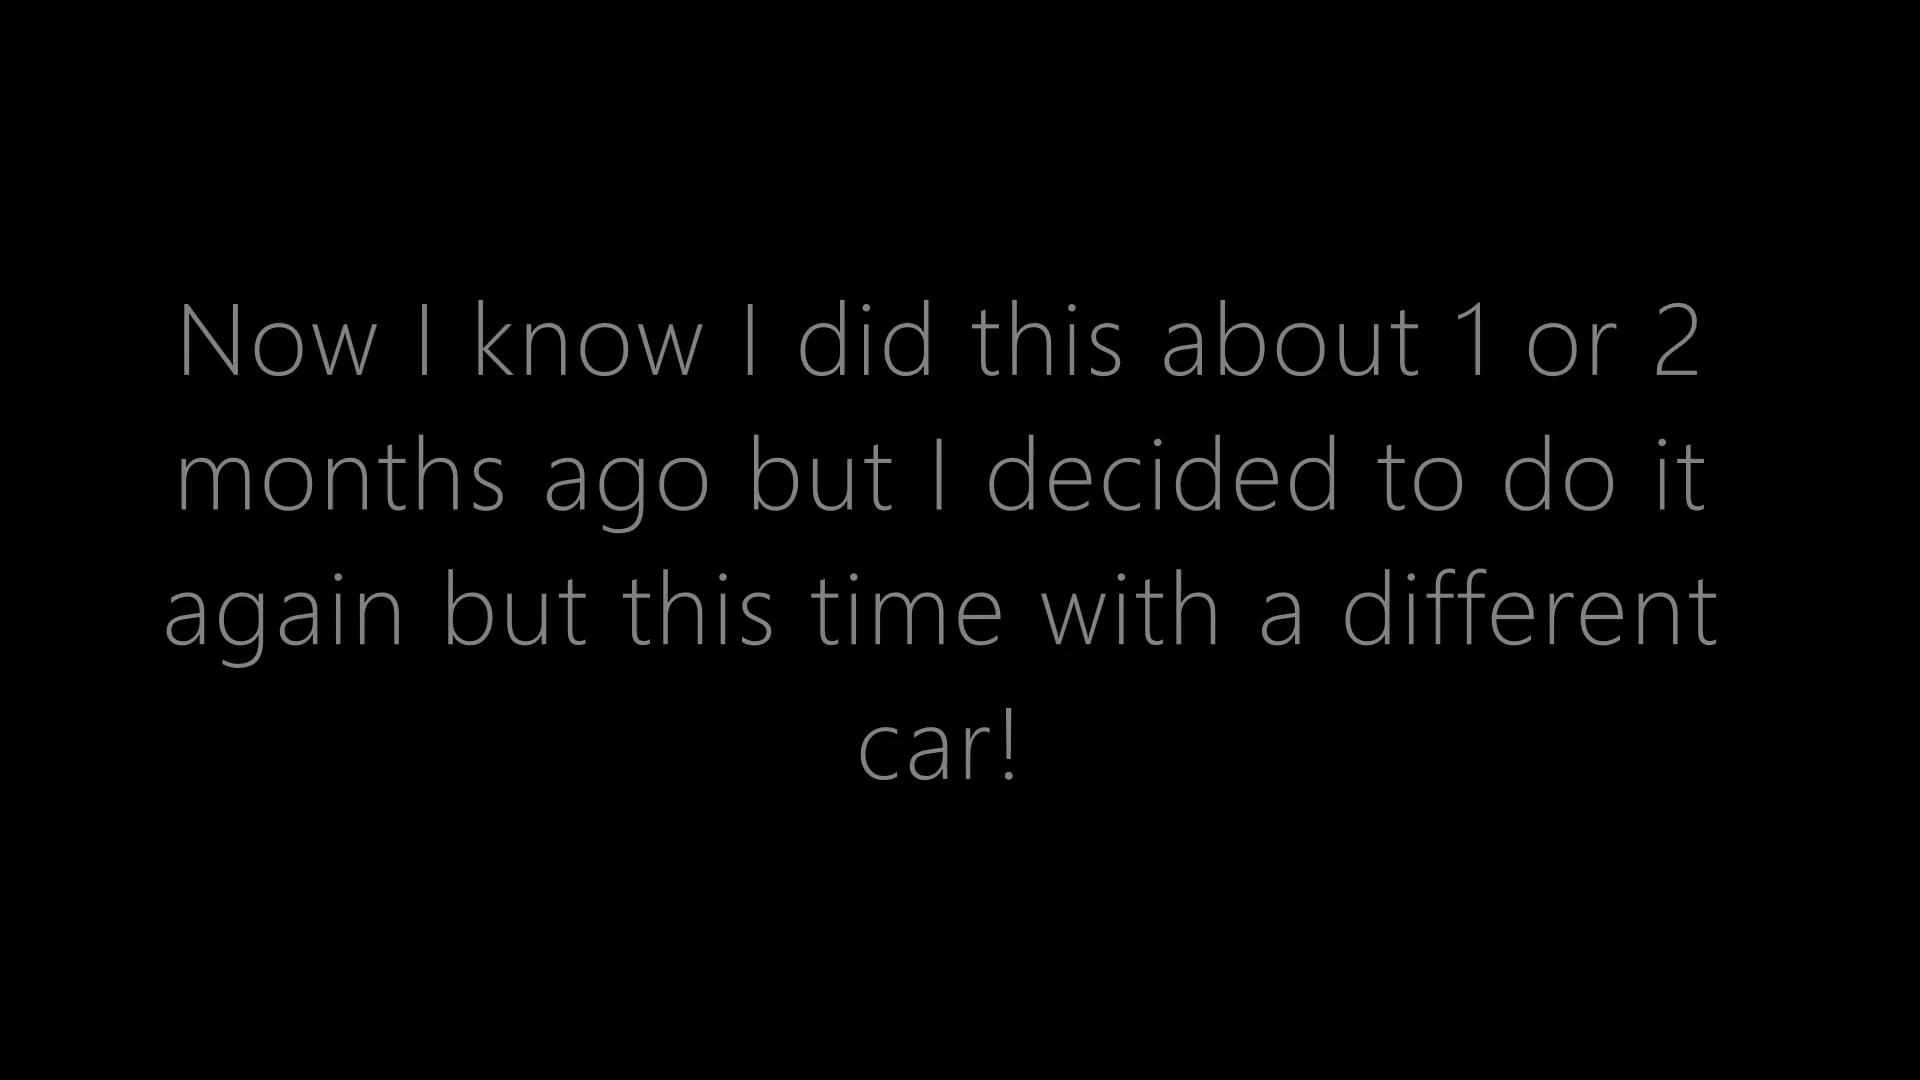 Now I know I did this about 1 or 2
months ago but I decided to do it
again but this time with a different
car!